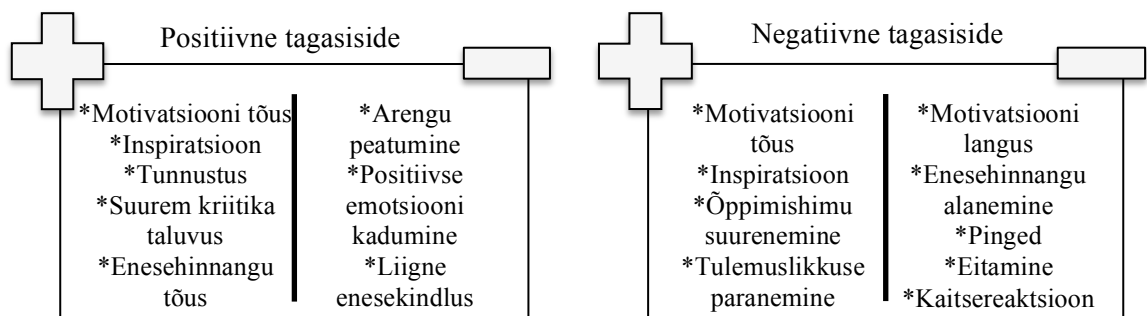 Positiivne tagasiside
*Motivatsiooni tõus
*Inspiratsioon
*Tunnustus
*Suurem kriitika
taluvus
*Enesehinnangu
tõus
*Arengu
peatumine
*Positiivse
emotsiooni
kadumine
*Liigne
enesekindlus
Negatiivne tagasiside
*Motivatsiooni
tõus
*Inspiratsioon
*Õppimishimu
suurenemine
*Tulemuslikkuse
paranemine
*Motivatsiooni
langus
*Enesehinnangu
alanemine
*Pinged
*Eitamine
*Kaitsereaktsioon